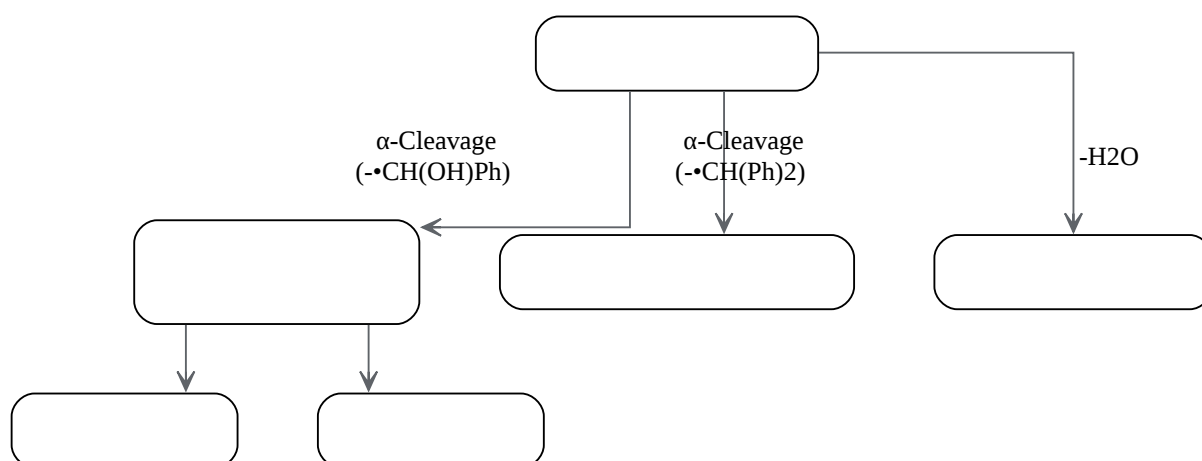 α-Cleavage
(-•CH(OH)Ph)
α-Cleavage
(-•CH(Ph)2)
-H2O